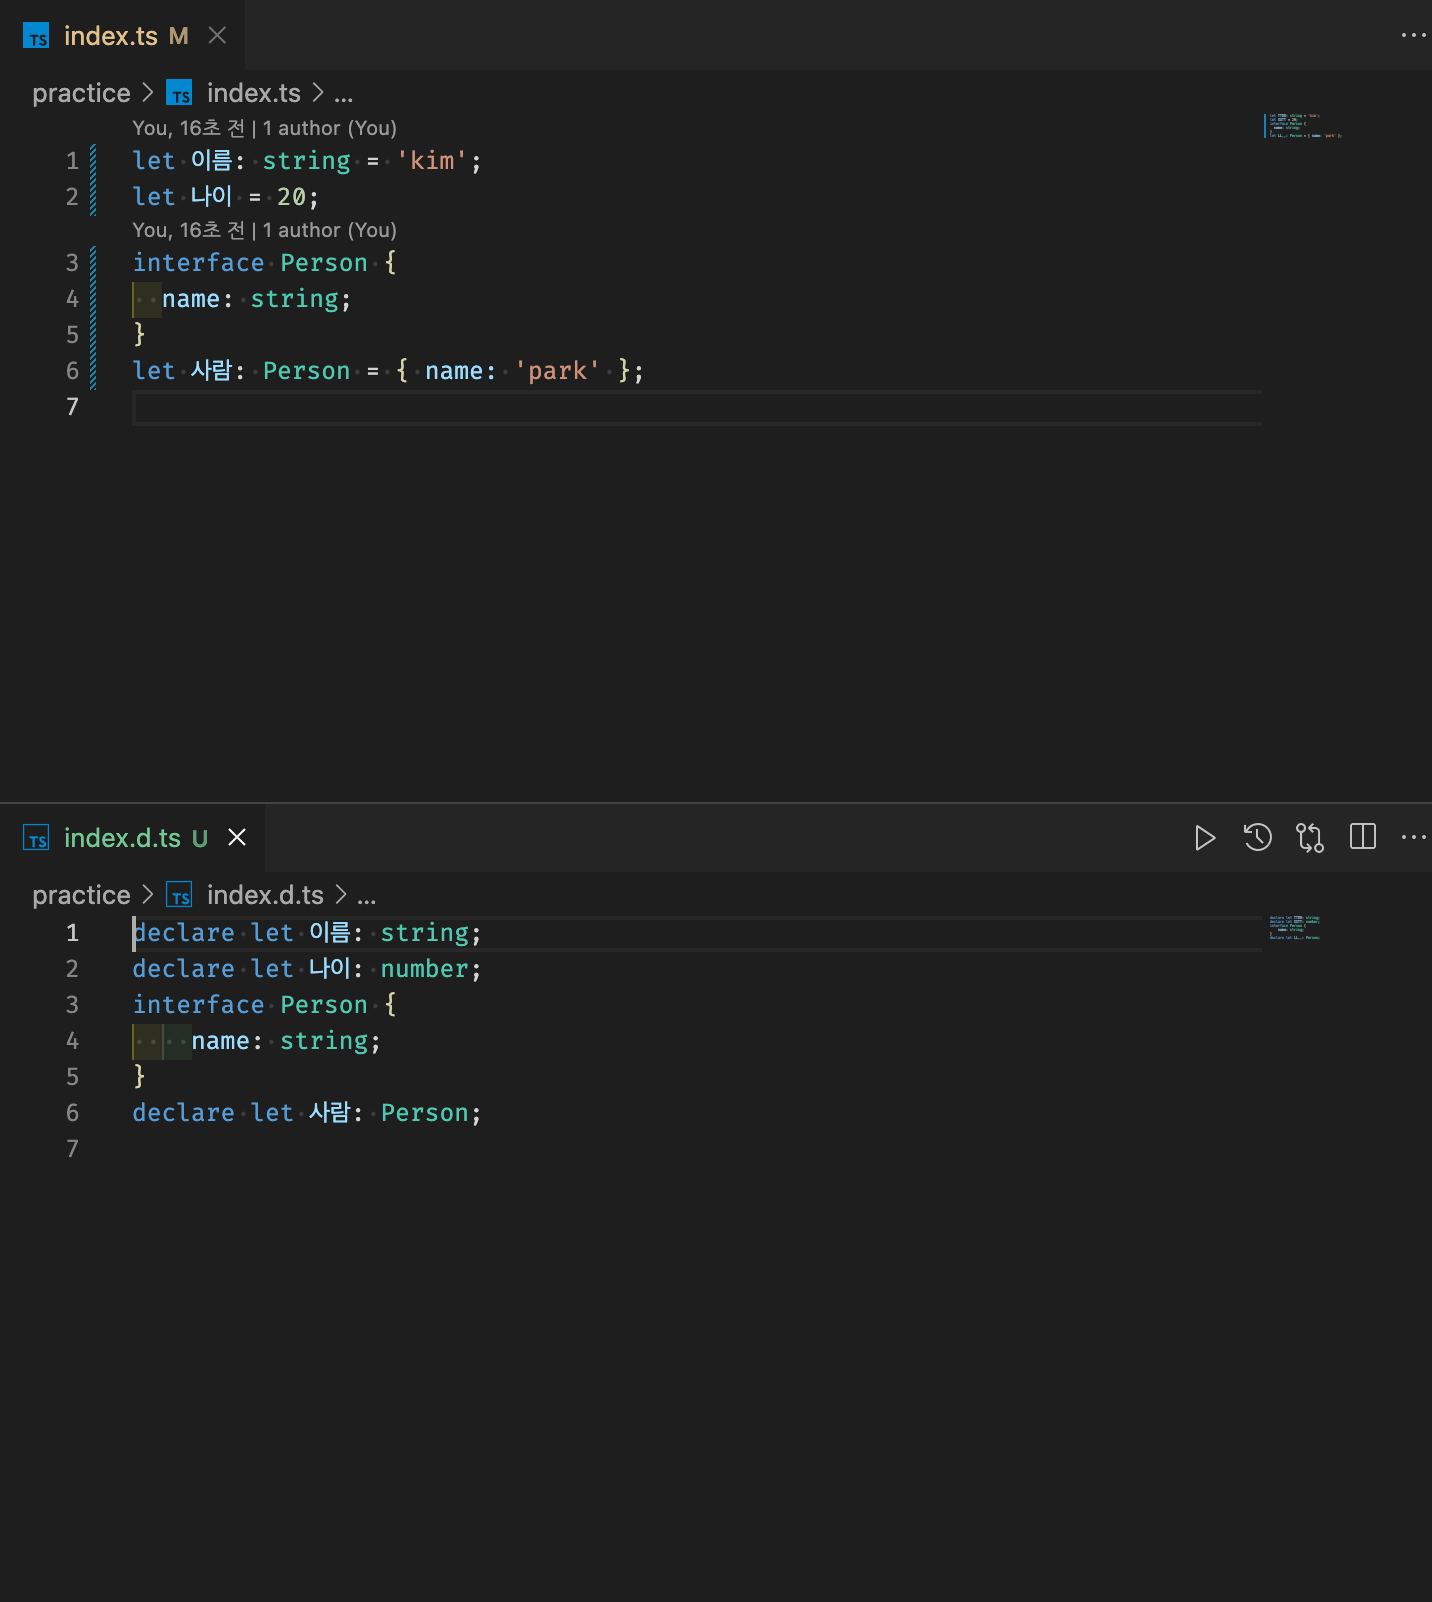 TS index.ts M
practice > TS index.ts > ...
You, 16초 전 | 1 author (You)
1 let 이름: string = 'kim';
2 let 나이 = 20;
You, 16초 전 | 1 author (You)
3 interface Person {
4 name: string;
5 }
6 let 사람: Person = { name: 'park' };
7
TS index.d.ts U
practice > TS index.d.ts > ...
1 declare let 이름: string;
2 declare let 나이: number;
3 interface Person {
4 name: string;
5 }
6 declare let 사람: Person;
7